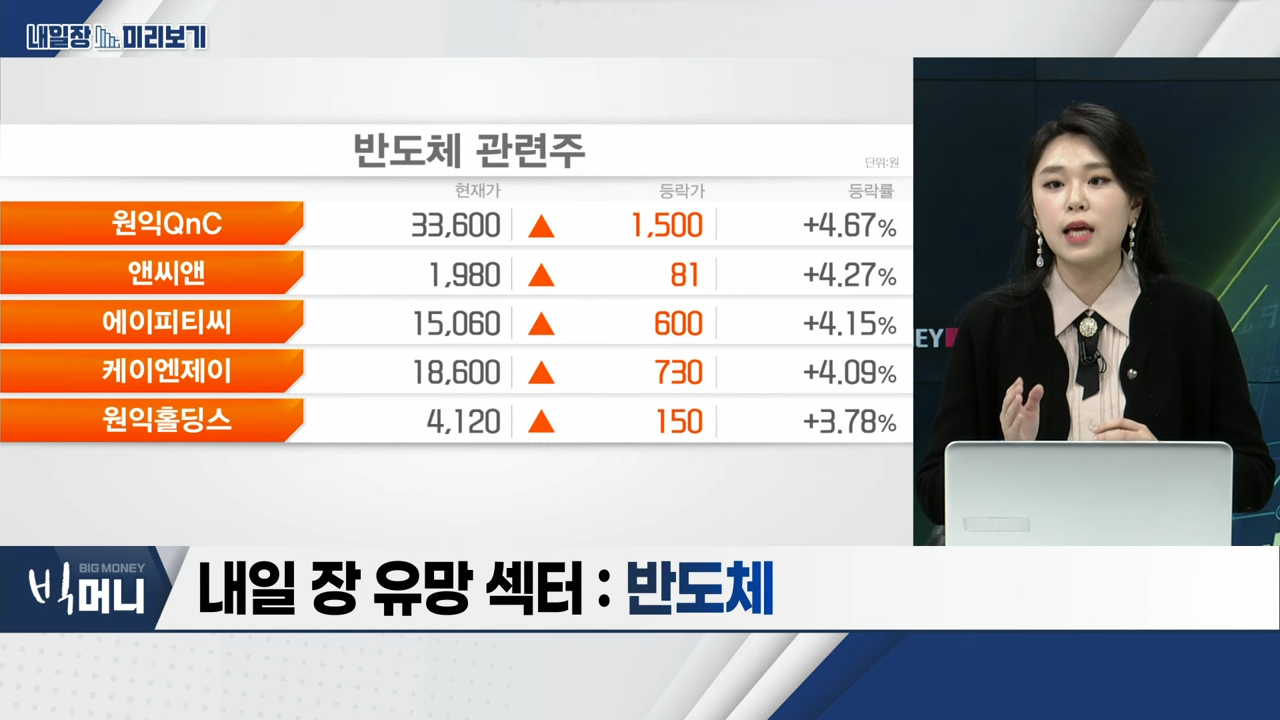 내일장 미리보기
반도체 관련주
단위:원
현재가 등락가 등락률
원익QnC 33,600 ▲ 1,500 +4.67%
앤씨앤 1,980 ▲ 81 +4.27%
에이피티씨 15,060 ▲ 600 +4.15%
케이엔제이 18,600 ▲ 730 +4.09%
원익홀딩스 4,120 ▲ 150 +3.78%
EY
BIG MONEY
빅머니
내일 장 유망 섹터 : 반도체